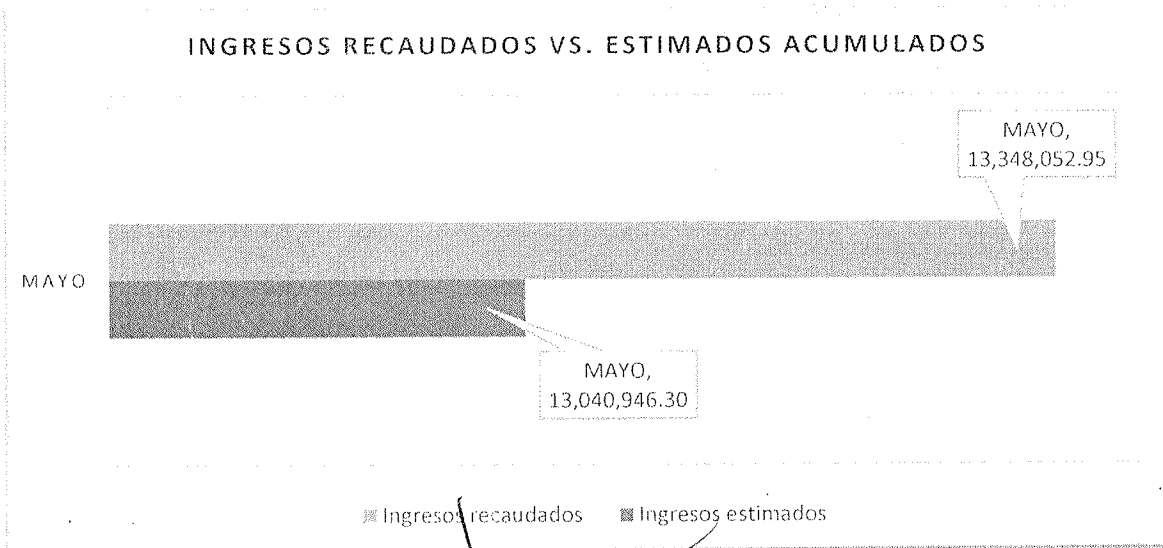 INGRESOS RECAUDADOS VS. ESTIMADOS ACUMULADOS
MAYO,
13,348,052.95
MAYO
MAYO,
13,040,946.30
Ingresos recaudados Ingresos estimados